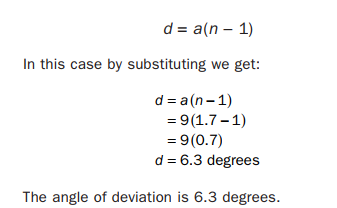 d = a(n – 1)
In this case by substituting we get:
d = a(n – 1)
= 9(1.7 – 1)
= 9(0.7)
d = 6.3 degrees
The angle of deviation is 6.3 degrees.